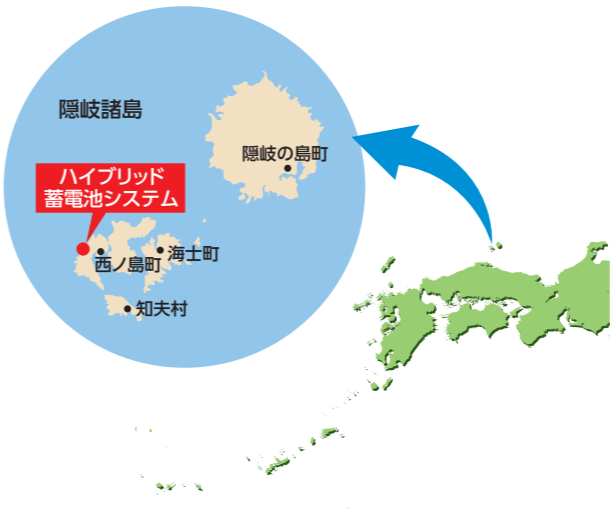 隠岐諸島
隠岐の島町
ハイブリッド
蓄電池システム
西ノ島町
海士町
知夫村